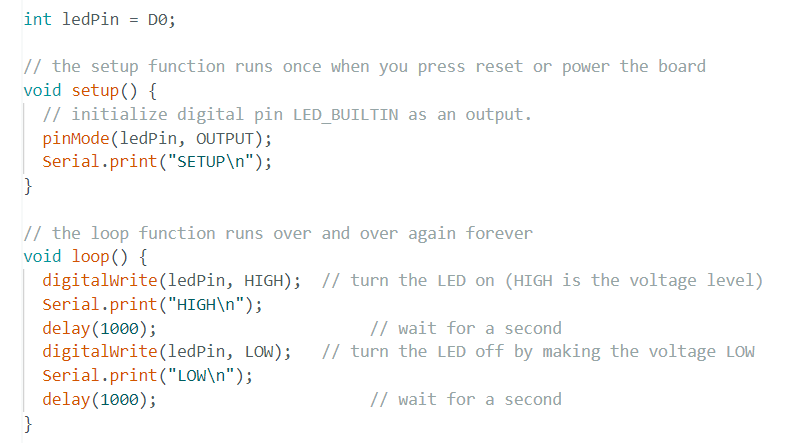 int ledPin = D0;
// the setup function runs once when you press reset or power the board
void setup() {
// initialize digital pin LED_BUILTIN as an output.
pinMode(ledPin, OUTPUT);
Serial.print("SETUP\n");
}
// the loop function runs over and over again forever
void loop() {
digitalWrite(ledPin, HIGH);  // turn the LED on (HIGH is the voltage level)
Serial.print("HIGH\n");
delay(1000);                      // wait for a second
digitalWrite(ledPin, LOW);   // turn the LED off by making the voltage LOW
Serial.print("LOW\n");
delay(1000);                      // wait for a second
}